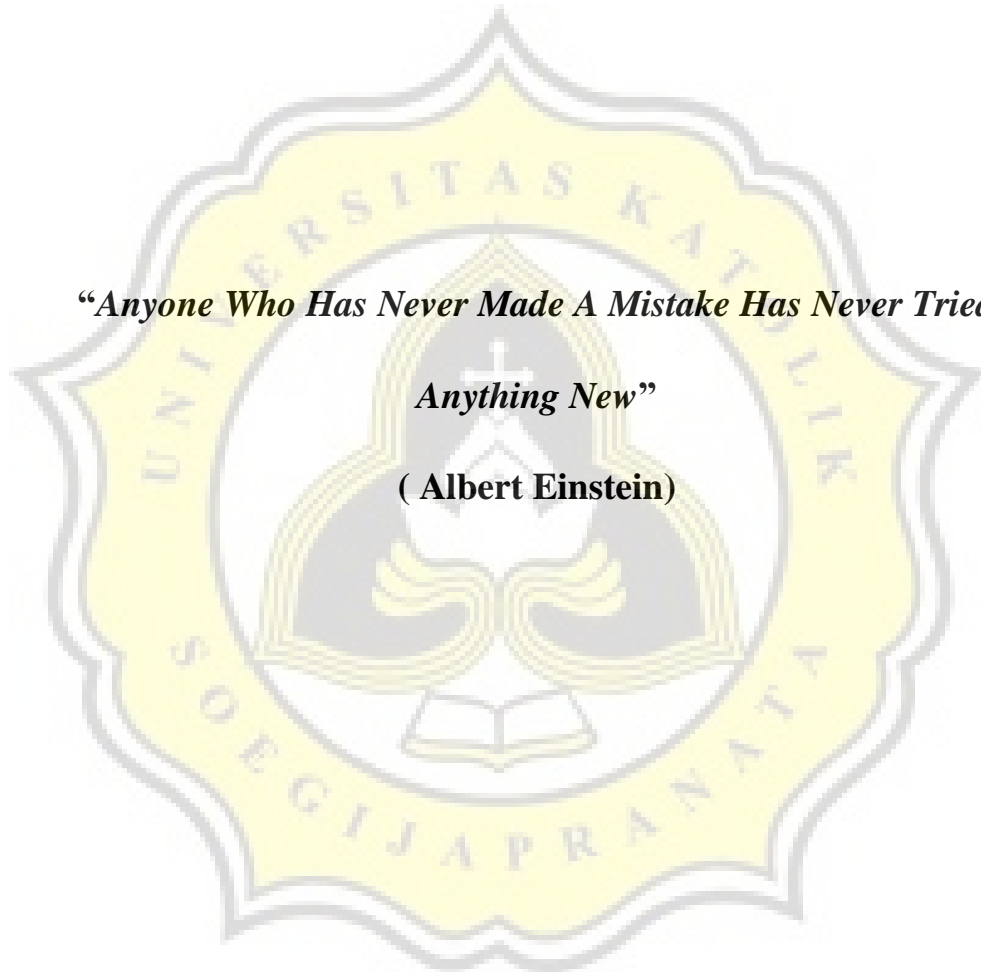 UNIVERSITAS KATOLIK
“Anyone Who Has Never Made A Mistake Has Never Tried
Anything New”
( Albert Einstein)
SOEGIJAPRANATA